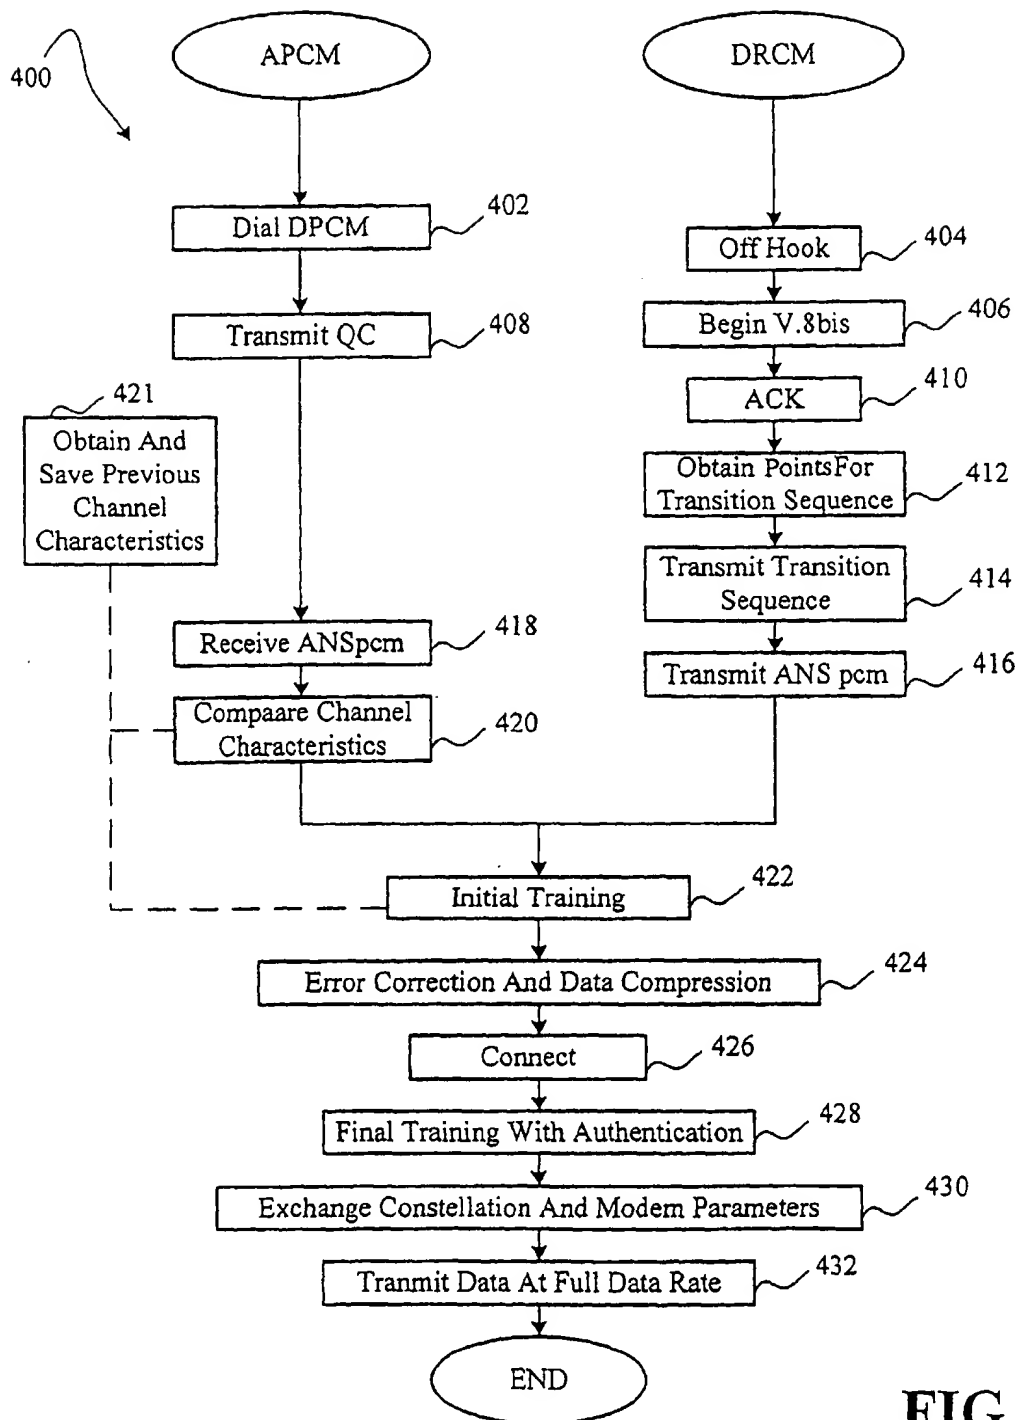 APCM
DRCM
400
Dial DPCM
402
Off Hook
404
Transmit QC
408
Begin V.8bis
406
ACK
410
421
Obtain And
Save Previous
Channel
Characteristics
Obtain PointsFor
Transition Sequence
412
Transmit Transition
Sequence
414
Receive ANSpcm
418
Transmit ANS pcm
416
Compaare Channel
Characteristics
420
Initial Training
422
Error Correction And Data Compression
424
Connect
426
Final Training With Authentication
428
Exchange Constellation And Modem Parameters
430
Tranmit Data At Full Data Rate
432
END
FIG